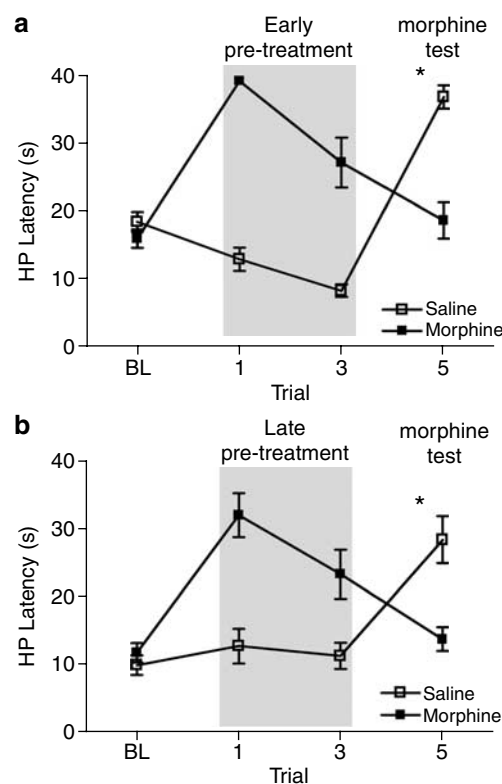 a
Early
pre-treatment
morphine
test
*
40
30
20
10
0
HP Latency (s)
Saline
Morphine
BL 1 3 5
Trial
b
Late
pre-treatment
morphine
test
*
40
30
20
10
0
HP Latency (s)
Saline
Morphine
BL 1 3 5
Trial